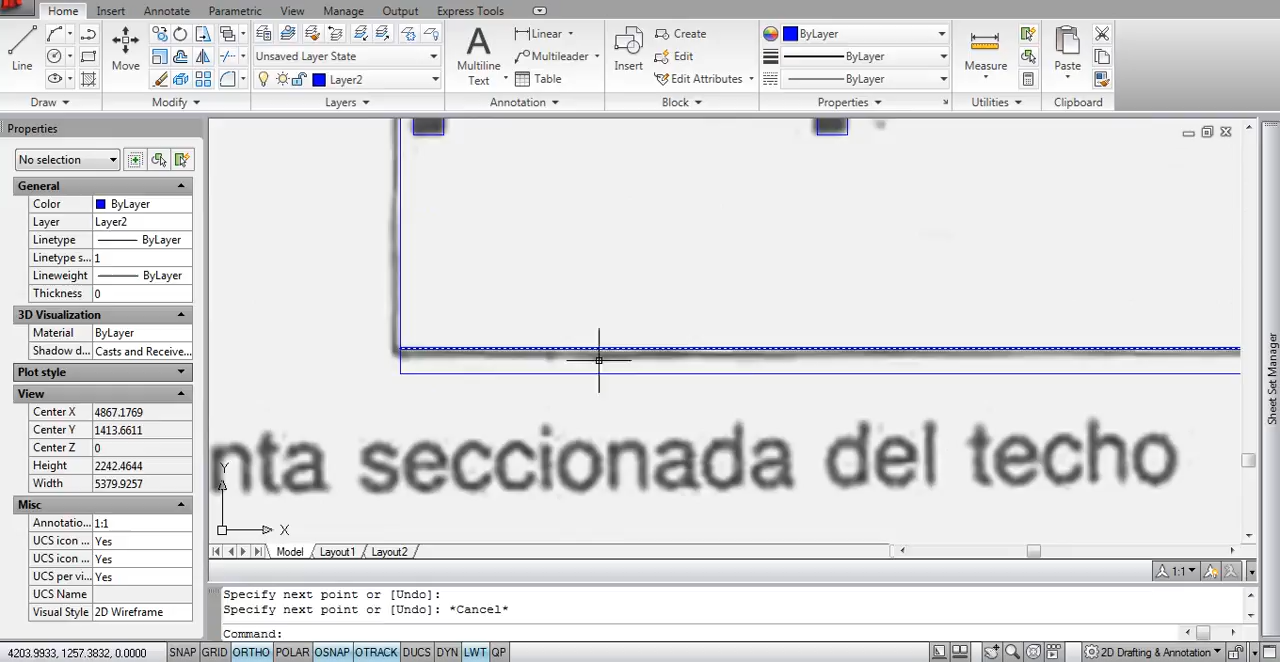 Home Insert Annotate Parametric View Manage Output Express Tools
Line
Move
Unsaved Layer State
Layer2
Multiline
Text
Linear
Multileader
Table
Insert
Create
Edit
Edit Attributes
ByLayer
ByLayer
ByLayer
Measure
Paste
Draw Modify Layers Annotation Block Properties Utilities Clipboard
Properties
No selection
General
Color ByLayer
Layer Layer2
Linetype ByLayer
Linetype s... 1
Lineweight ByLayer
Thickness 0
3D Visualization
Material ByLayer
Shadow d... Casts and Receive...
Plot style
View
Center X 4867.1769
Center Y 1413.6611
Center Z 0
Height 2242.4644
Width 5379.9257
Misc
Annotatio... 1:1
UCS icon ... Yes
UCS icon ... Yes
UCS per vi... Yes
UCS Name
Visual Style 2D Wireframe
nta seccionada del techo
Y
X
Sheet Set Manager
Model Layout1 Layout2
1:1
Specify next point or [Undo]:
Specify next point or [Undo]: *Cancel*
Command:
4203.9933, 1257.3832, 0.0000 SNAP GRID ORTHO POLAR OSNAP OTRACK DUCS DYN LWT QP 2D Drafting & Annotation